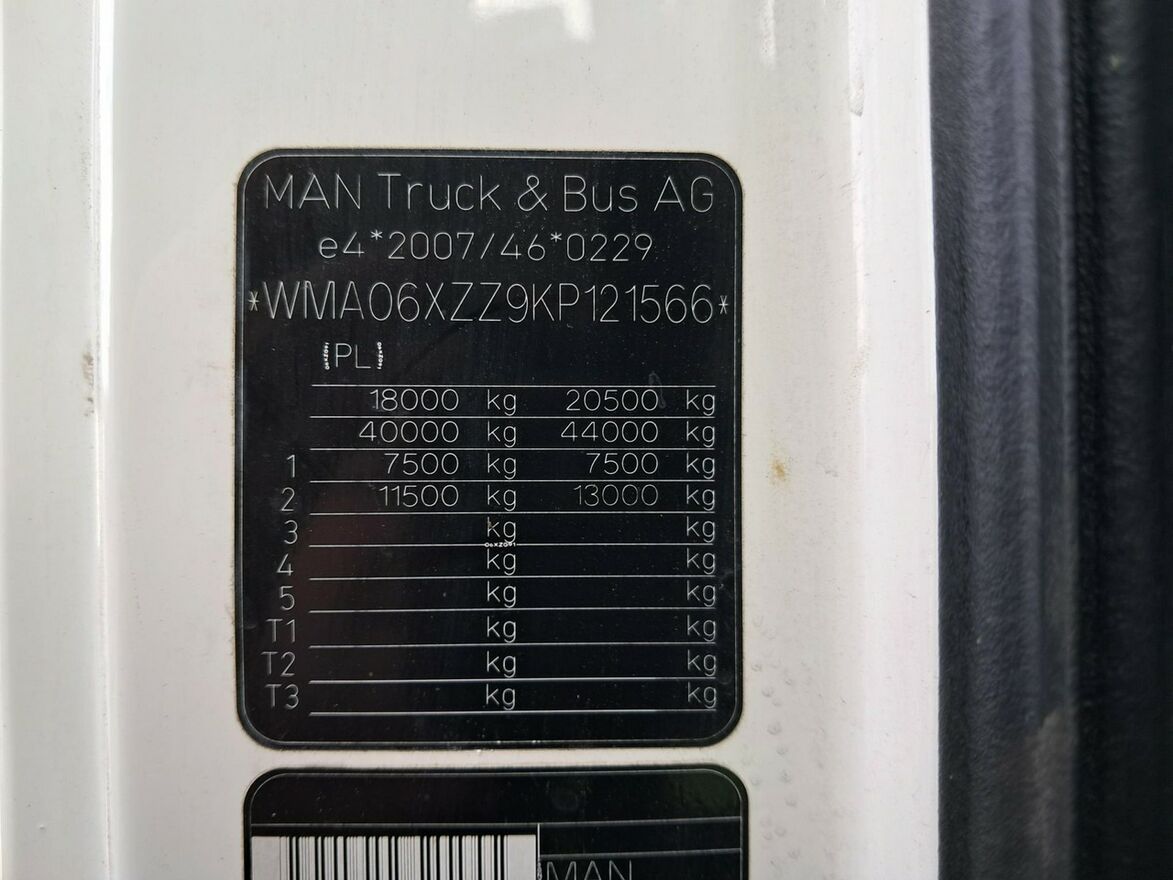 MAN Truck & Bus AG
e4*2007/46*0229
*WMA06XZZ9KP121566*
(PL)
18000 kg 20500 kg
40000 kg 44000 kg
1 7500 kg 7500 kg
2 11500 kg 13000 kg
3 kg kg
4 kg kg
5 kg kg
T1 kg kg
T2 kg kg
T3 kg kg
MAN